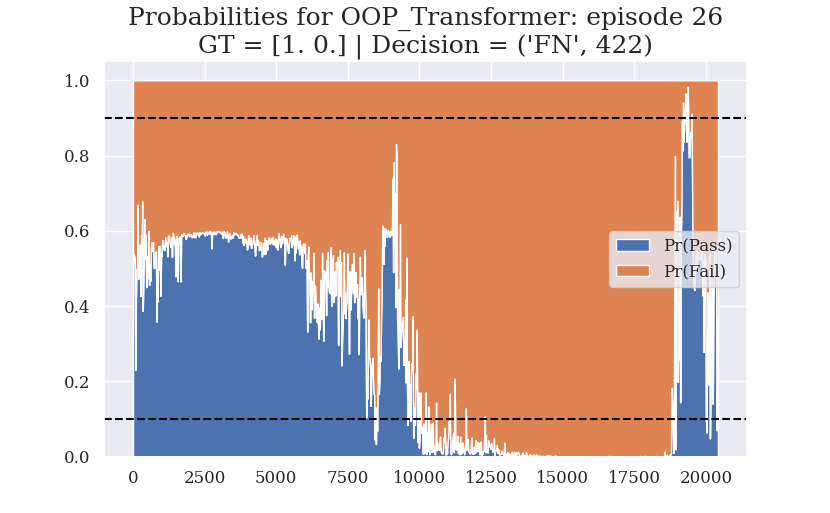 Probabilities for OOP_Transformer: episode 26
GT = [1. 0.] | Decision = ('FN', 422)
1.0
0.8
0.6
0.4
0.2
0.0
Pr(Pass)
Pr(Fail)
0 2500 5000 7500 10000 12500 15000 17500 20000